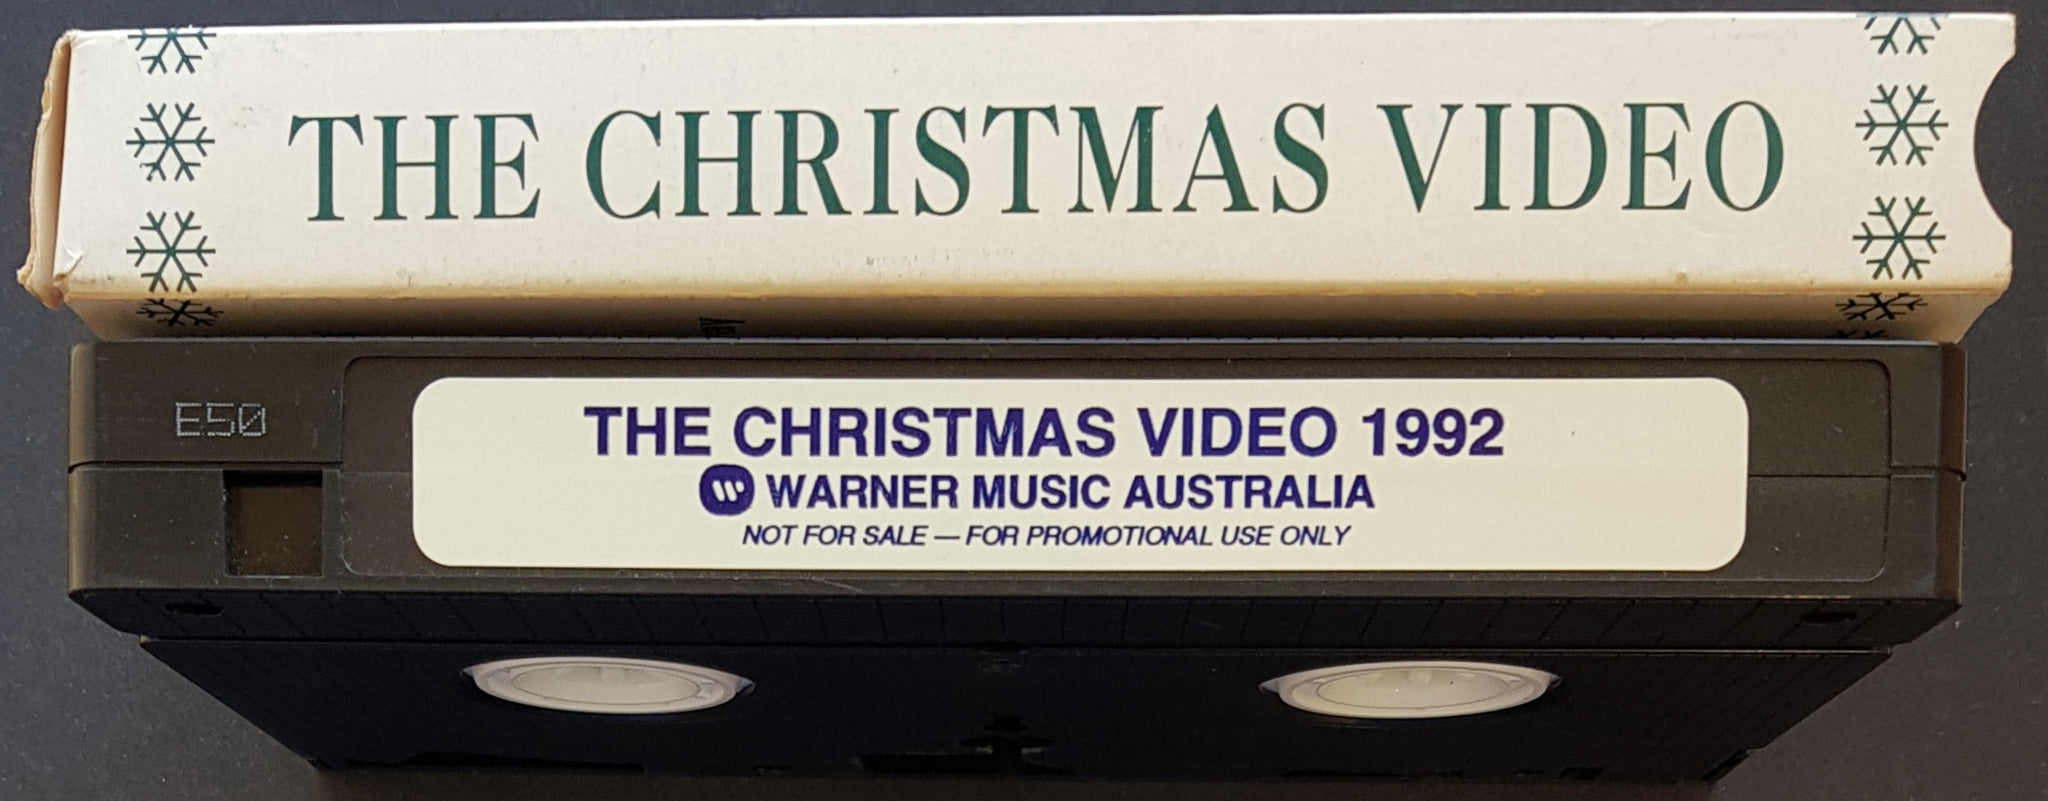 THE CHRISTMAS VIDEO
E50
THE CHRISTMAS VIDEO 1992
WARNER MUSIC AUSTRALIA
NOT FOR SALE — FOR PROMOTIONAL USE ONLY